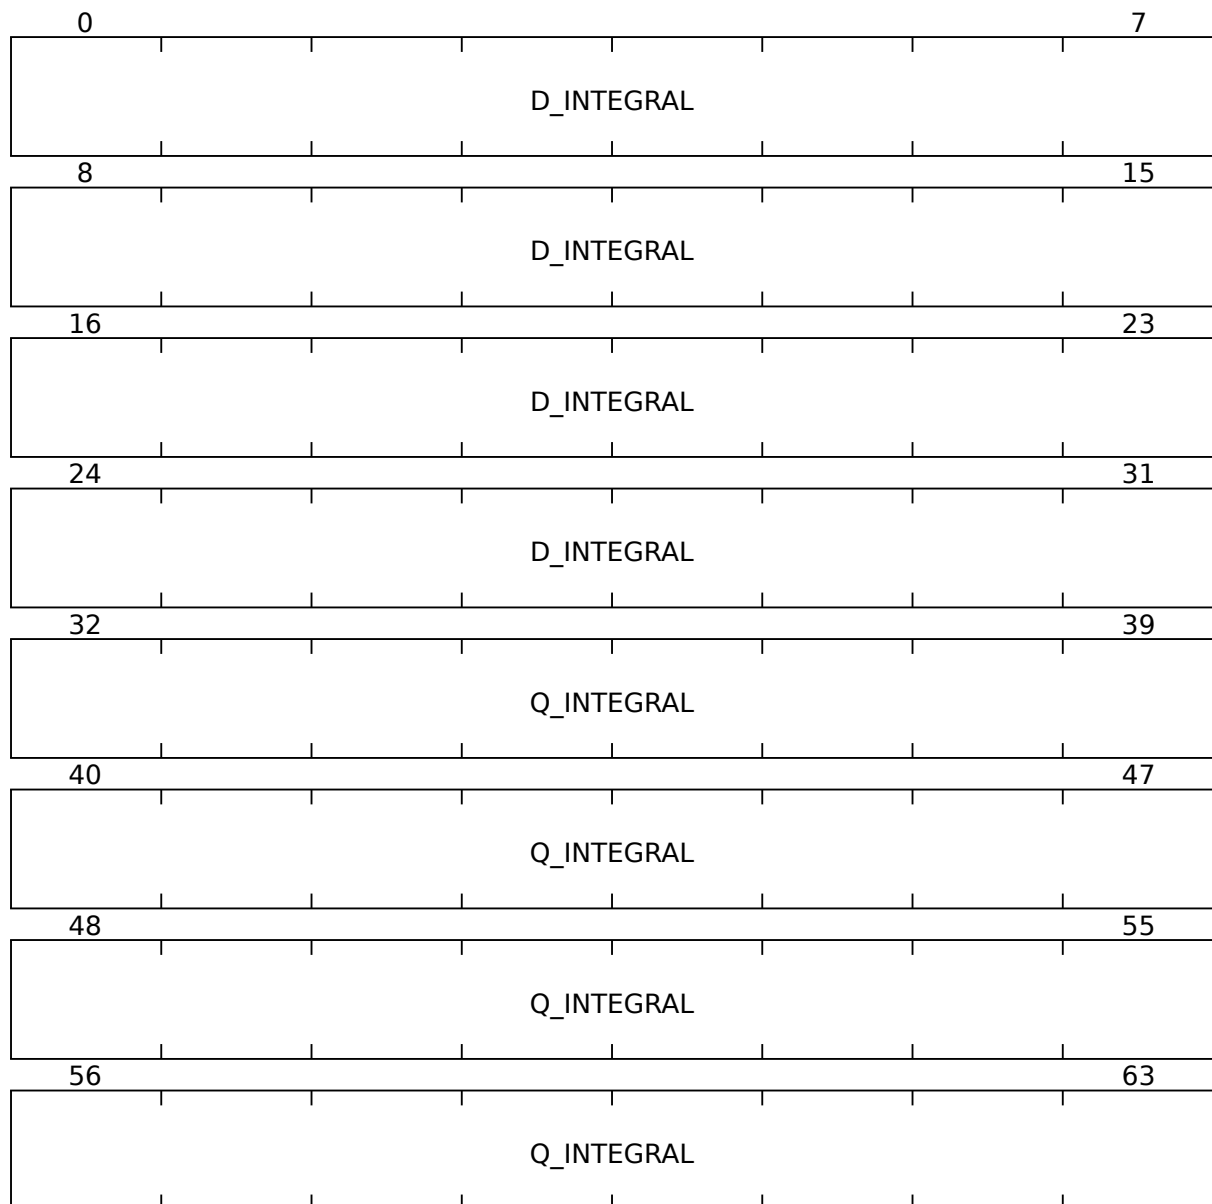 0 7
D_INTEGRAL
8 15
D_INTEGRAL
16 23
D_INTEGRAL
24 31
D_INTEGRAL
32 39
Q_INTEGRAL
40 47
Q_INTEGRAL
48 55
Q_INTEGRAL
56 63
Q_INTEGRAL